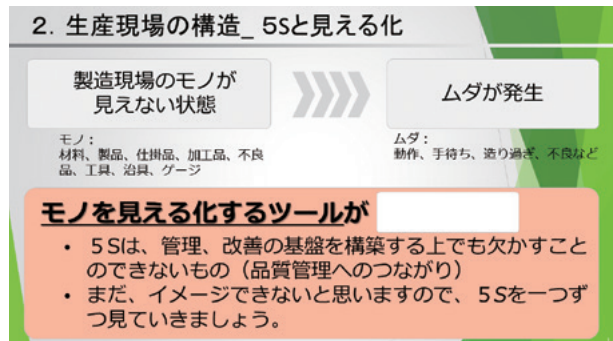 2. 生産現場の構造_ 5Sと見える化
製造現場のモノが
見えない状態
ムダが発生
モノ：
材料、製品、仕掛品、加工品、不良
品、工具、治具、ゲージ
ムダ：
動作、手待ち、造り過ぎ、不良など
モノを見える化するツールが
• 5Sは、管理、改善の基盤を構築する上でも欠かすこと
のできないもの（品質管理へのつながり）
• まだ、イメージできないと思いますので、5Sを一つず
つ見ていきましょう。